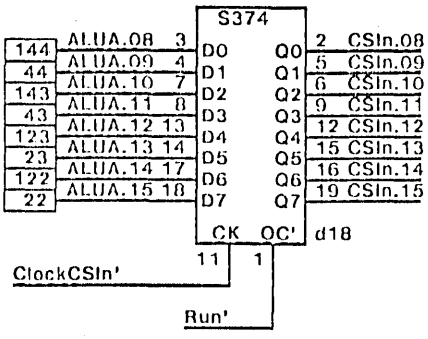 S374
144 ALUA.08 3 D0 Q0 2 CSIn.08
44 ALUA.09 4 D1 Q1 5 CSIn.09
143 ALUA.10 7 D2 Q2 6 CSIn.10
43 ALUA.11 8 D3 Q3 9 CSIn.11
123 ALUA.12 13 D4 Q4 12 CSIn.12
23 ALUA.13 14 D5 Q5 15 CSIn.13
122 ALUA.14 17 D6 Q6 16 CSIn.14
22 ALUA.15 18 D7 Q7 19 CSIn.15
CK OC' d18
11 1
ClockCSIn'
Run'